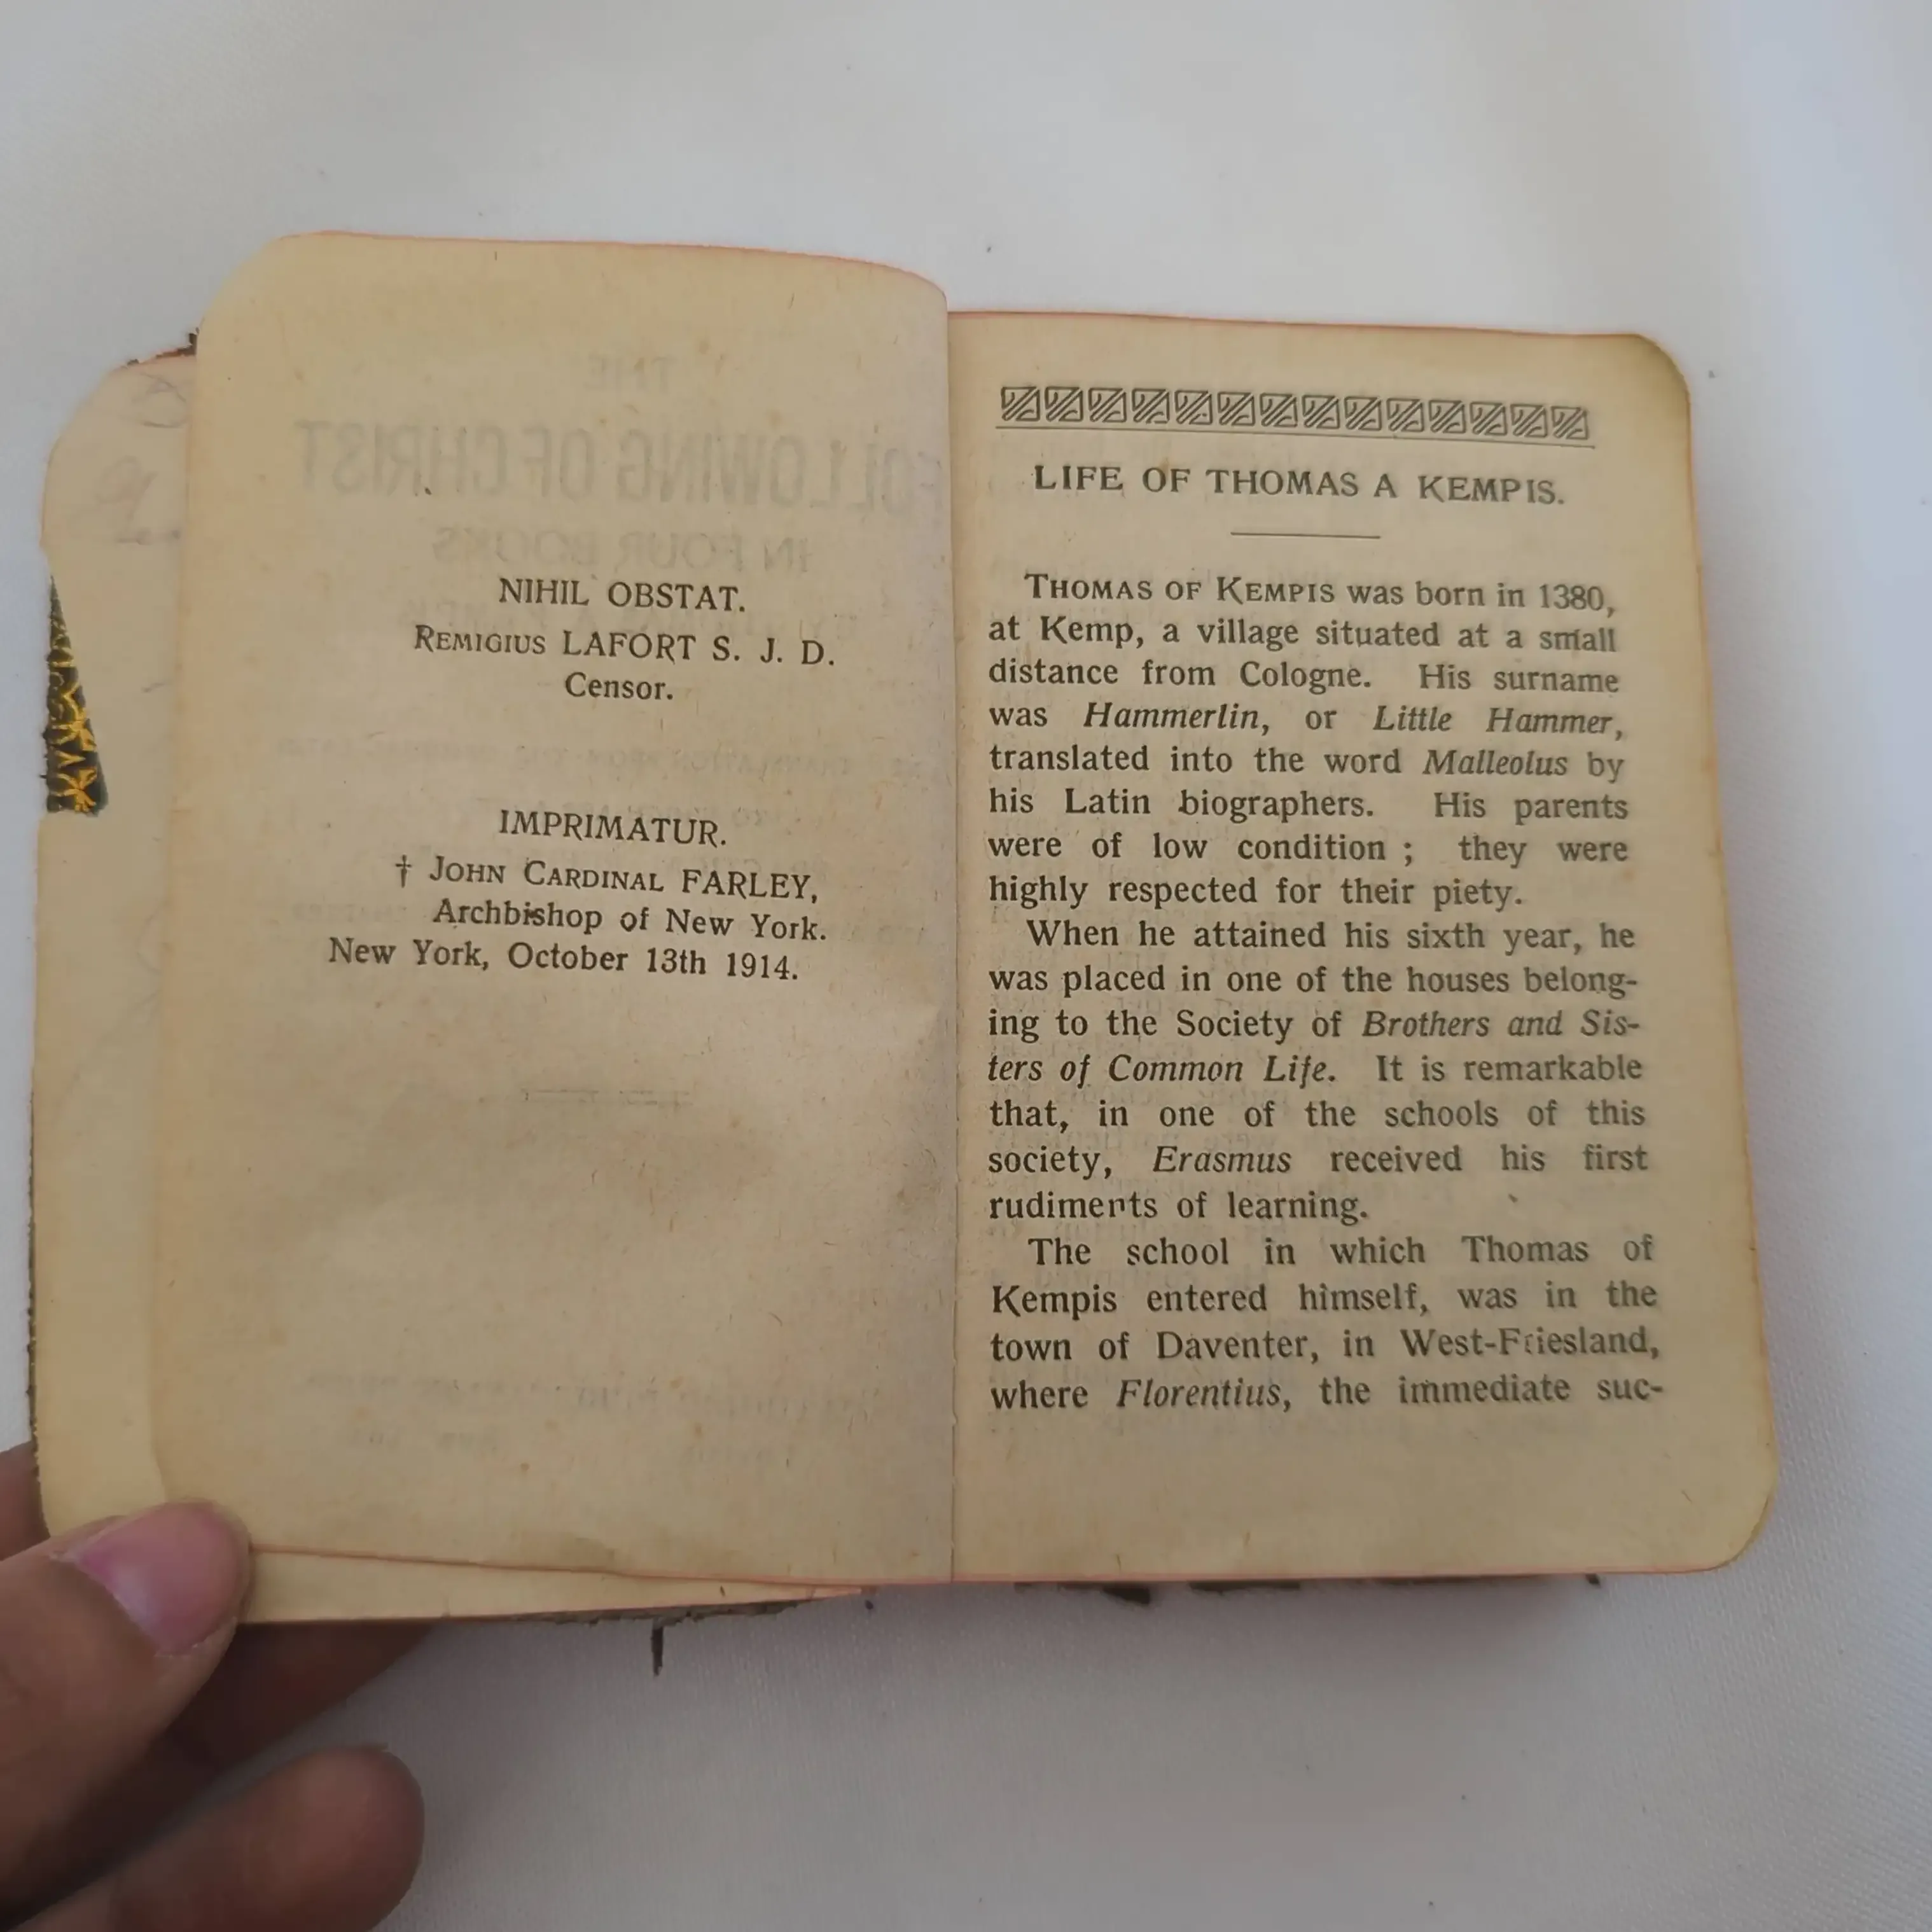 NIHIL OBSTAT.
REMIGIUS LAFORT S. J. D.
Censor.
IMPRIMATUR.
† JOHN CARDINAL FARLEY,
Archbishop of New York.
New York, October 13th 1914.
LIFE OF THOMAS A KEMPIS.
THOMAS OF KEMPIS was born in 1380,
at Kemp, a village situated at a small
distance from Cologne. His surname
was Hammerlin, or Little Hammer,
translated into the word Malleolus by
his Latin biographers. His parents
were of low condition ; they were
highly respected for their piety.
When he attained his sixth year, he
was placed in one of the houses belong-
ing to the Society of Brothers and Sis-
ters of Common Life. It is remarkable
that, in one of the schools of this
society, Erasmus received his first
rudiments of learning.
The school in which Thomas of
Kempis entered himself, was in the
town of Daventer, in West-Friesland,
where Florentius, the immediate suc-